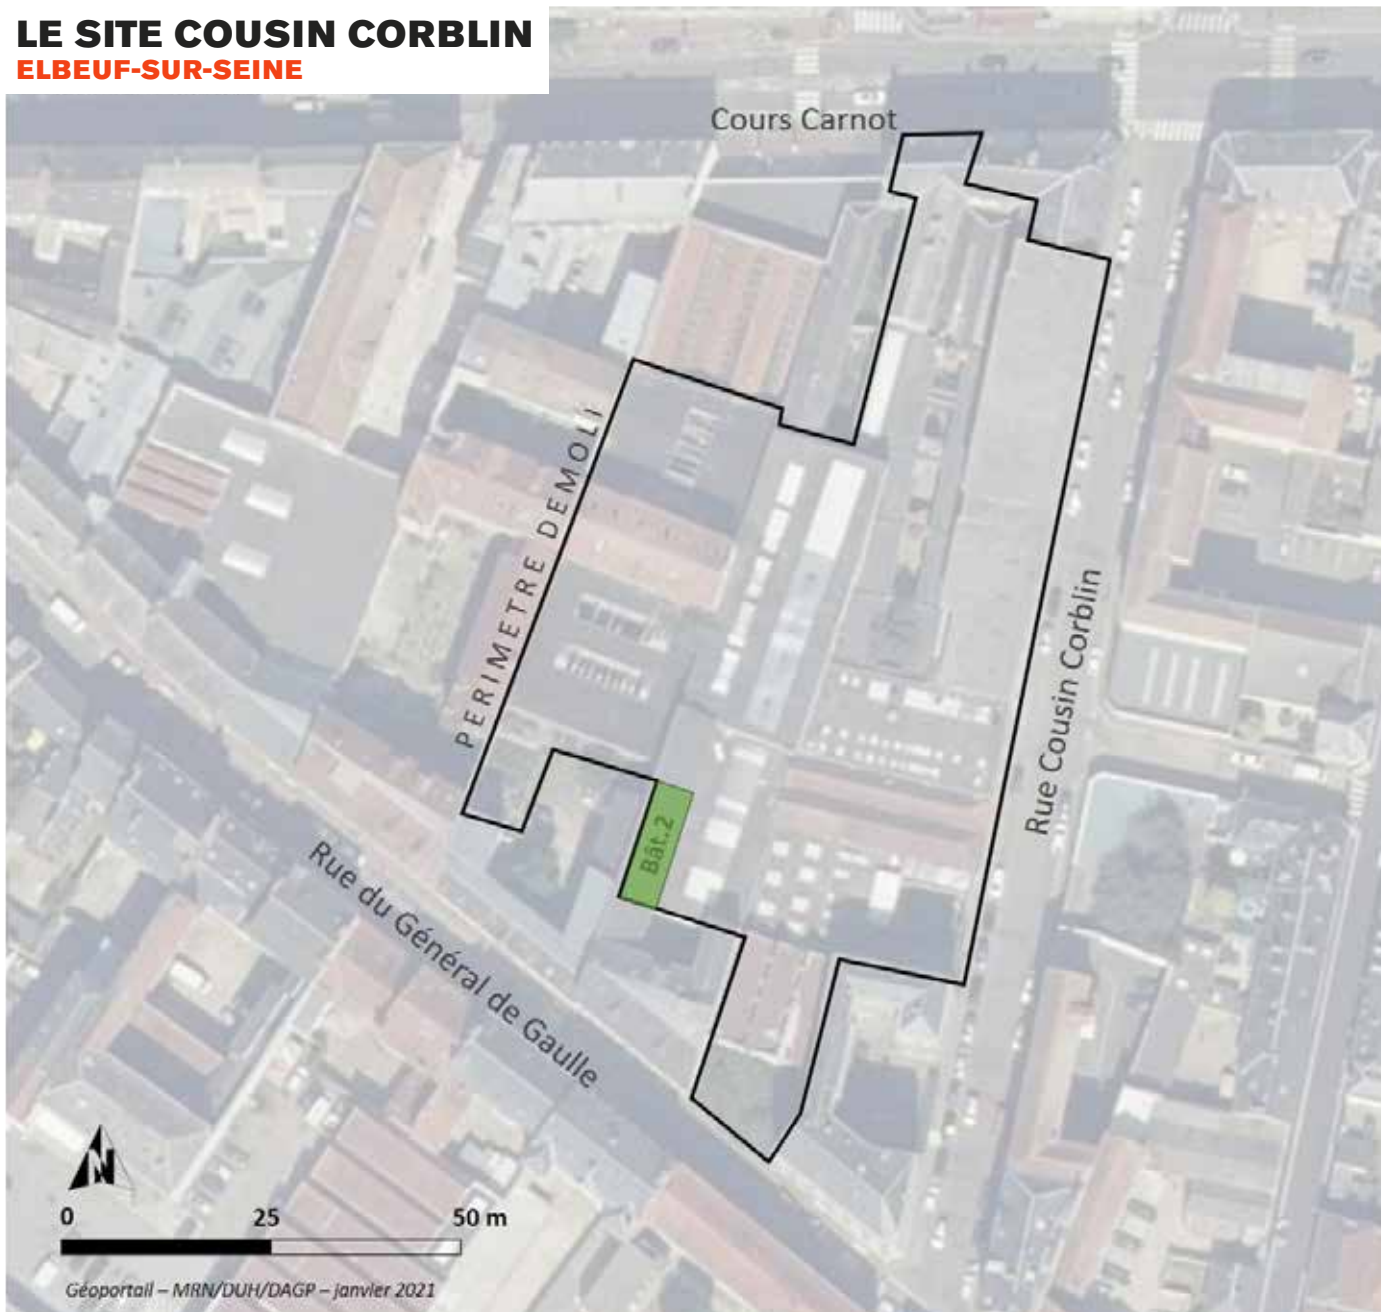 LE SITE COUSIN CORBLIN
ELBEUF-SUR-SEINE
Cours Carnot
PERIMETRE DEMOLI
Rue Cousin Corblin
Bât.2
Rue du Général de Gaulle
N
0 25 50 m
Géoportail – MRN/DUH/DAGP – janvier 2021